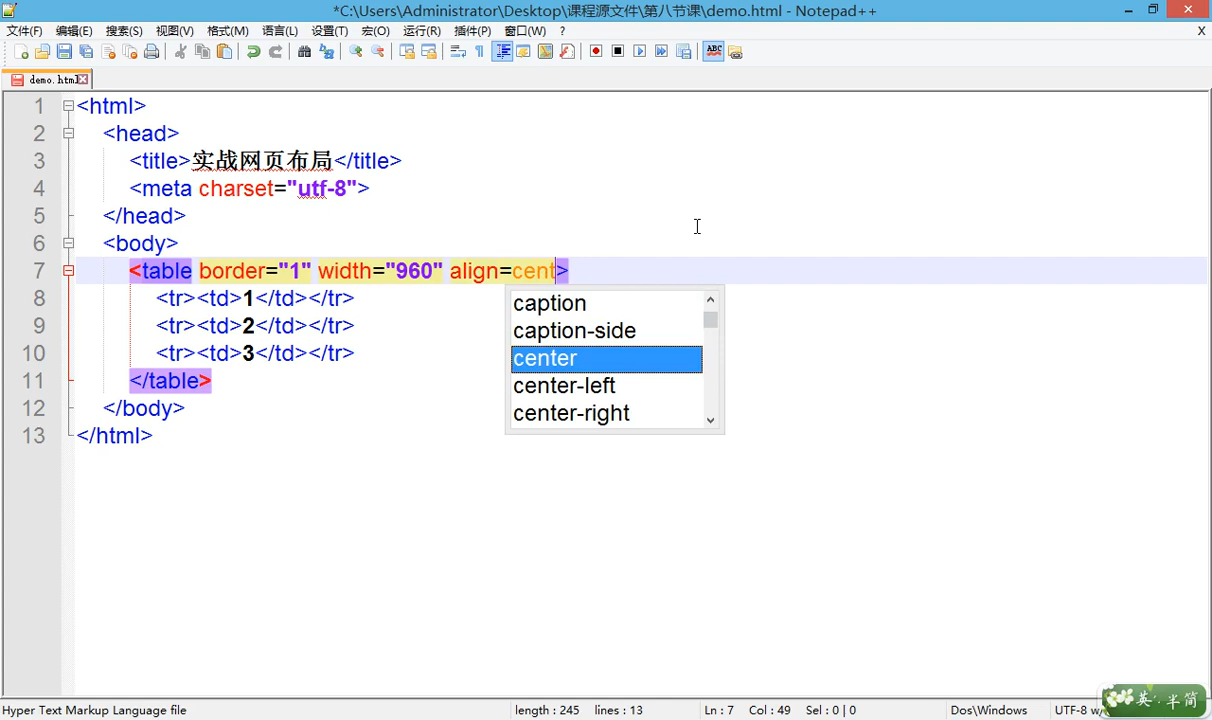 *C:\Users\Administrator\Desktop\课程源文件\第八节课\demo.html - Notepad++
文件(F) 编辑(E) 搜索(S) 视图(V) 格式(M) 语言(L) 设置(T) 宏(O) 运行(R) 插件(P) 窗口(W) ? X
demo.html
1 <html>
2 <head>
3 <title>实战网页布局</title>
4 <meta charset="utf-8">
5 </head>
6 <body>
7 <table border="1" width="960" align=cent>
8 <tr><td>1</td></tr>
9 <tr><td>2</td></tr>
10 <tr><td>3</td></tr>
11 </table>
12 </body>
13 </html>
caption
caption-side
center
center-left
center-right
Hyper Text Markup Language file length : 245 lines : 13 Ln : 7 Col : 49 Sel : 0 | 0 Dos\Windows UTF-8
英 半 简